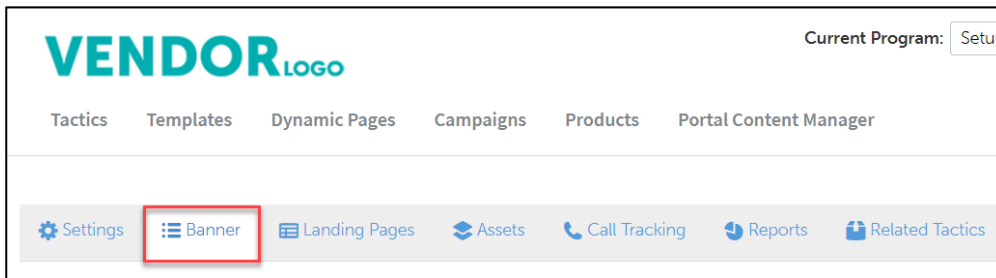 VENDOR LOGO
Current Program: Setu
Tactics Templates Dynamic Pages Campaigns Products Portal Content Manager
Settings Banner Landing Pages Assets Call Tracking Reports Related Tactics